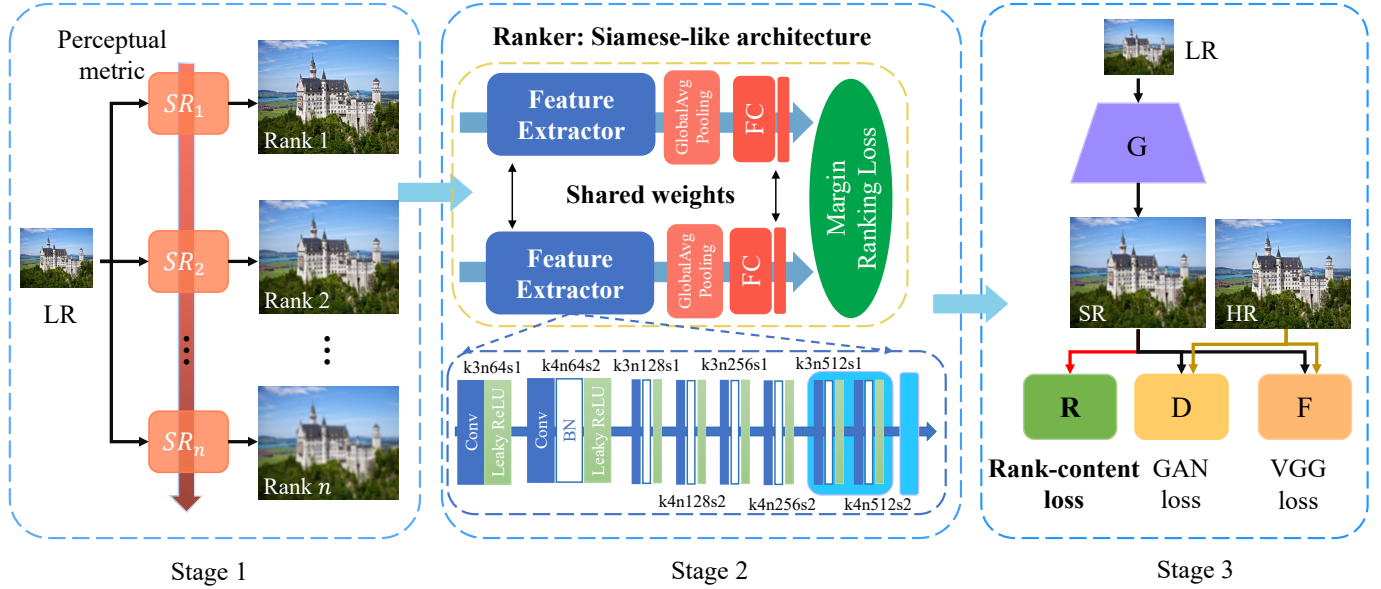 Perceptual
metric
SR₁
Rank 1
LR
SR₂
Rank 2
SRₙ
Rank n
Stage 1
Ranker: Siamese-like architecture
Feature
Extractor
GlobalAvg
Pooling
FC
Margin
Ranking Loss
Shared weights
Feature
Extractor
GlobalAvg
Pooling
FC
k3n64s1
k4n64s2
k3n128s1
k3n256s1
k3n512s1
Conv
Leaky ReLU
Conv
BN
Leaky ReLU
k4n128s2
k4n256s2
k4n512s2
Stage 2
LR
G
SR
HR
R
D
F
Rank-content
loss
GAN
loss
VGG
loss
Stage 3